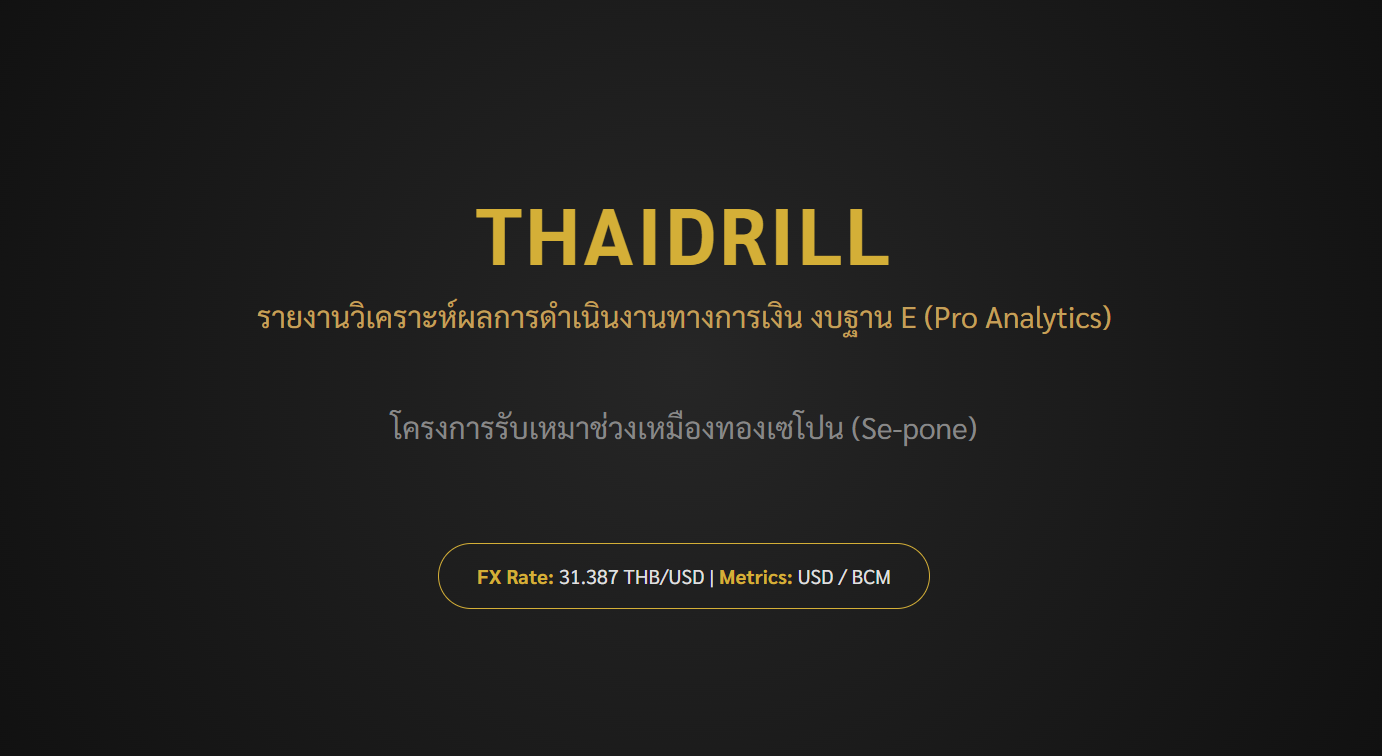 THAIDRILL
รายงานวิเคราะห์ผลการดำเนินงานทางการเงิน งบฐาน E (Pro Analytics)
โครงการรับเหมาช่วงเหมืองทองเซโปน (Se-pone)
FX Rate: 31.387 THB/USD | Metrics: USD / BCM